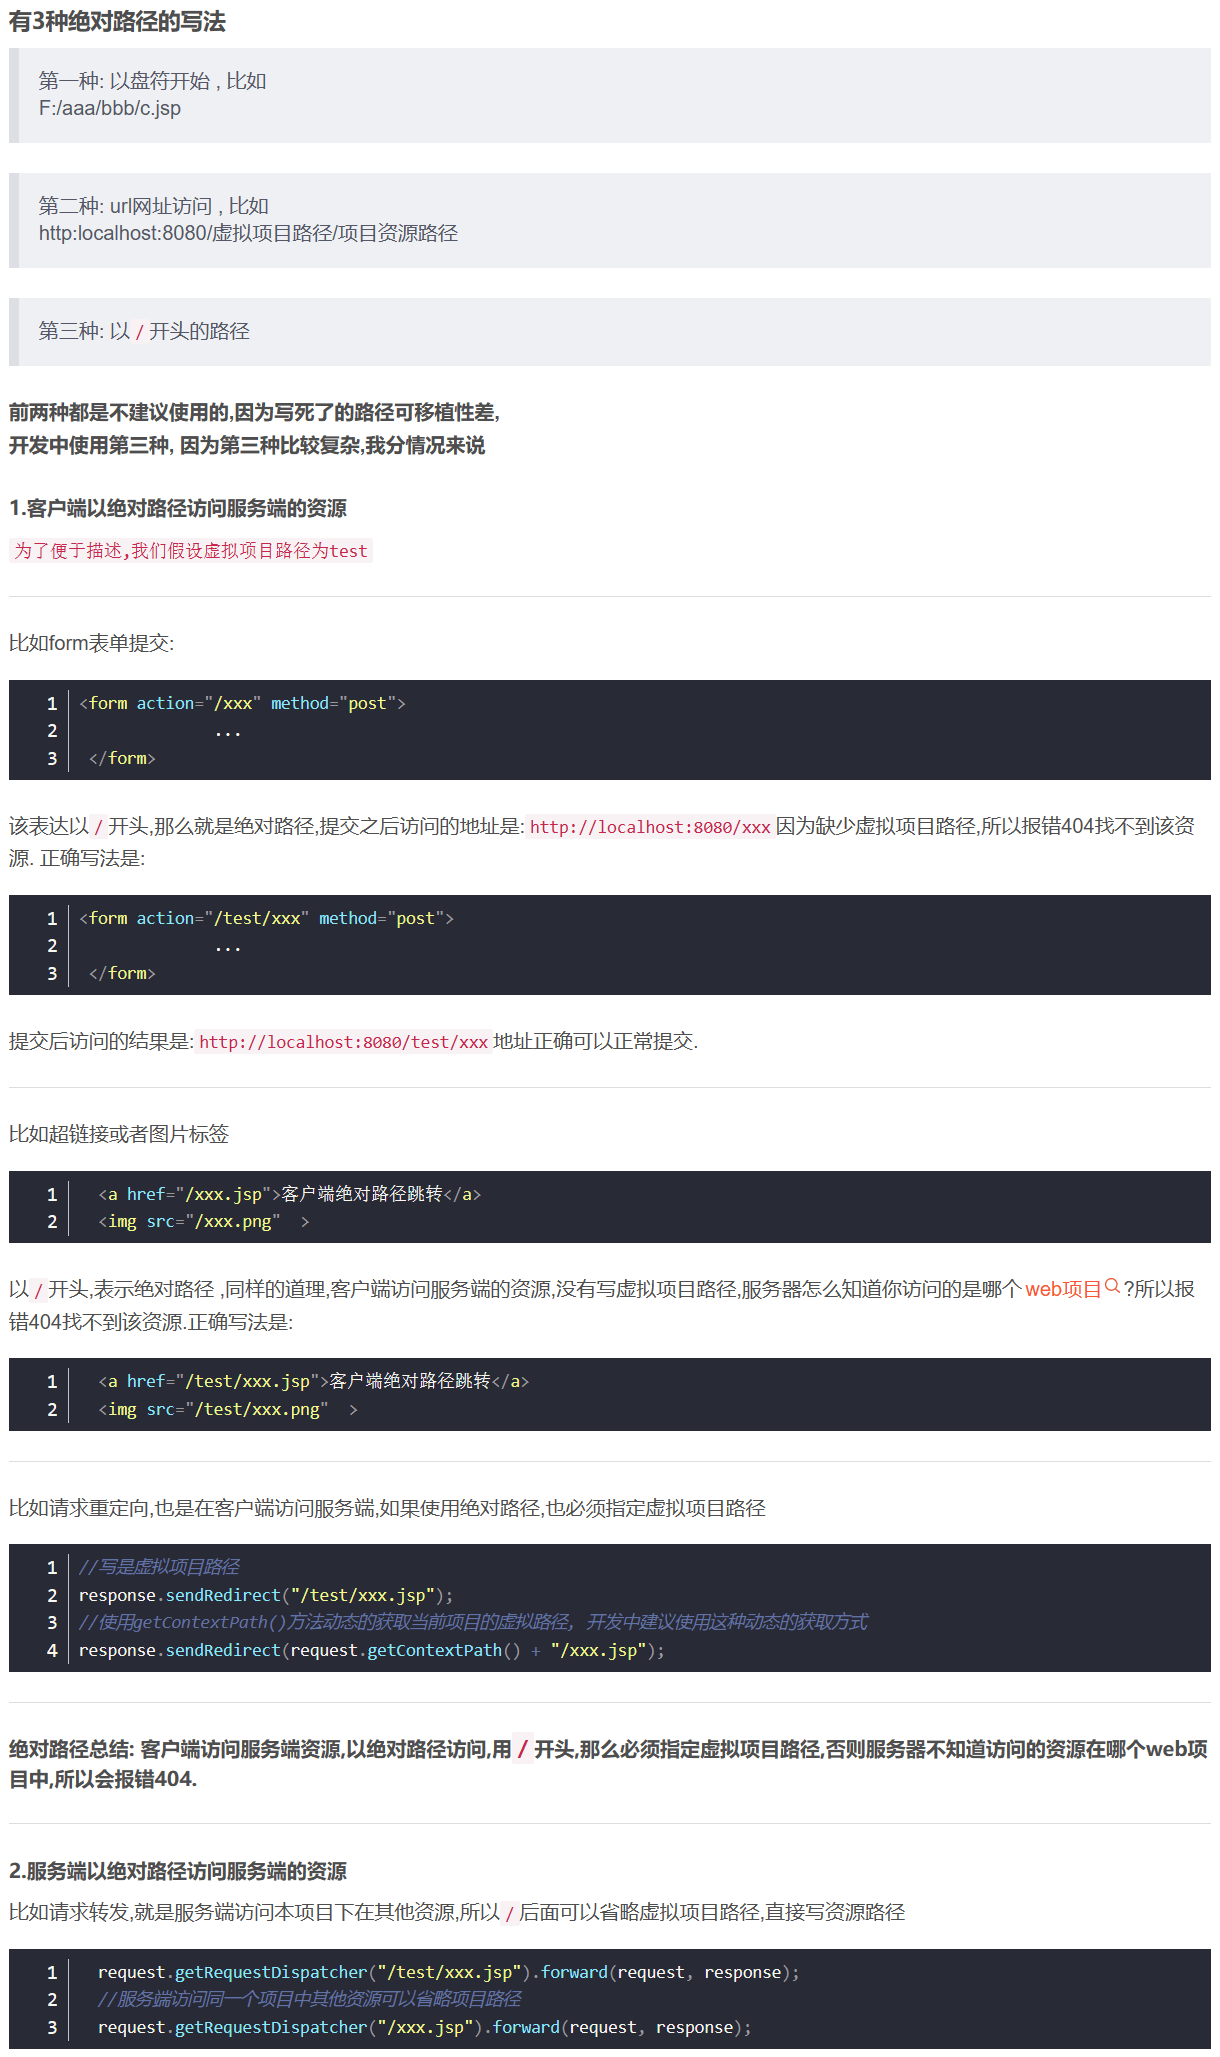 有3种绝对路径的写法
第一种: 以盘符开始 , 比如
F:/aaa/bbb/c.jsp
第二种: url网址访问 , 比如
http:localhost:8080/虚拟项目路径/项目资源路径
第三种: 以 / 开头的路径
前两种都是不建议使用的,因为写死了的路径可移植性差,
开发中使用第三种, 因为第三种比较复杂,我分情况来说
1.客户端以绝对路径访问服务端的资源
为了便于描述,我们假设虚拟项目路径为test
比如form表单提交:
1 <form action="/xxx" method="post">
2 ...
3 </form>
该表达以 / 开头,那么就是绝对路径,提交之后访问的地址是: http://localhost:8080/xxx 因为缺少虚拟项目路径,所以报错404找不到该资
源. 正确写法是:
1 <form action="/test/xxx" method="post">
2 ...
3 </form>
提交后访问的结果是: http://localhost:8080/test/xxx 地址正确可以正常提交.
比如超链接或者图片标签
1 <a href="/xxx.jsp">客户端绝对路径跳转</a>
2 <img src="/xxx.png"  >
以 / 开头,表示绝对路径 ,同样的道理,客户端访问服务端的资源,没有写虚拟项目路径,服务器怎么知道你访问的是哪个 web项目 ?所以报
错404找不到该资源.正确写法是:
1 <a href="/test/xxx.jsp">客户端绝对路径跳转</a>
2 <img src="/test/xxx.png"  >
比如请求重定向,也是在客户端访问服务端,如果使用绝对路径,也必须指定虚拟项目路径
1 //写是虚拟项目路径
2 response.sendRedirect("/test/xxx.jsp");
3 //使用getContextPath()方法动态的获取当前项目的虚拟路径, 开发中建议使用这种动态的获取方式
4 response.sendRedirect(request.getContextPath() + "/xxx.jsp");
绝对路径总结: 客户端访问服务端资源,以绝对路径访问,用 / 开头,那么必须指定虚拟项目路径,否则服务器不知道访问的资源在哪个web项
目中,所以会报错404.
2.服务端以绝对路径访问服务端的资源
比如请求转发,就是服务端访问本项目下在其他资源,所以 / 后面可以省略虚拟项目路径,直接写资源路径
1 request.getRequestDispatcher("/test/xxx.jsp").forward(request, response);
2 //服务端访问同一个项目中其他资源可以省略项目路径
3 request.getRequestDispatcher("/xxx.jsp").forward(request, response);